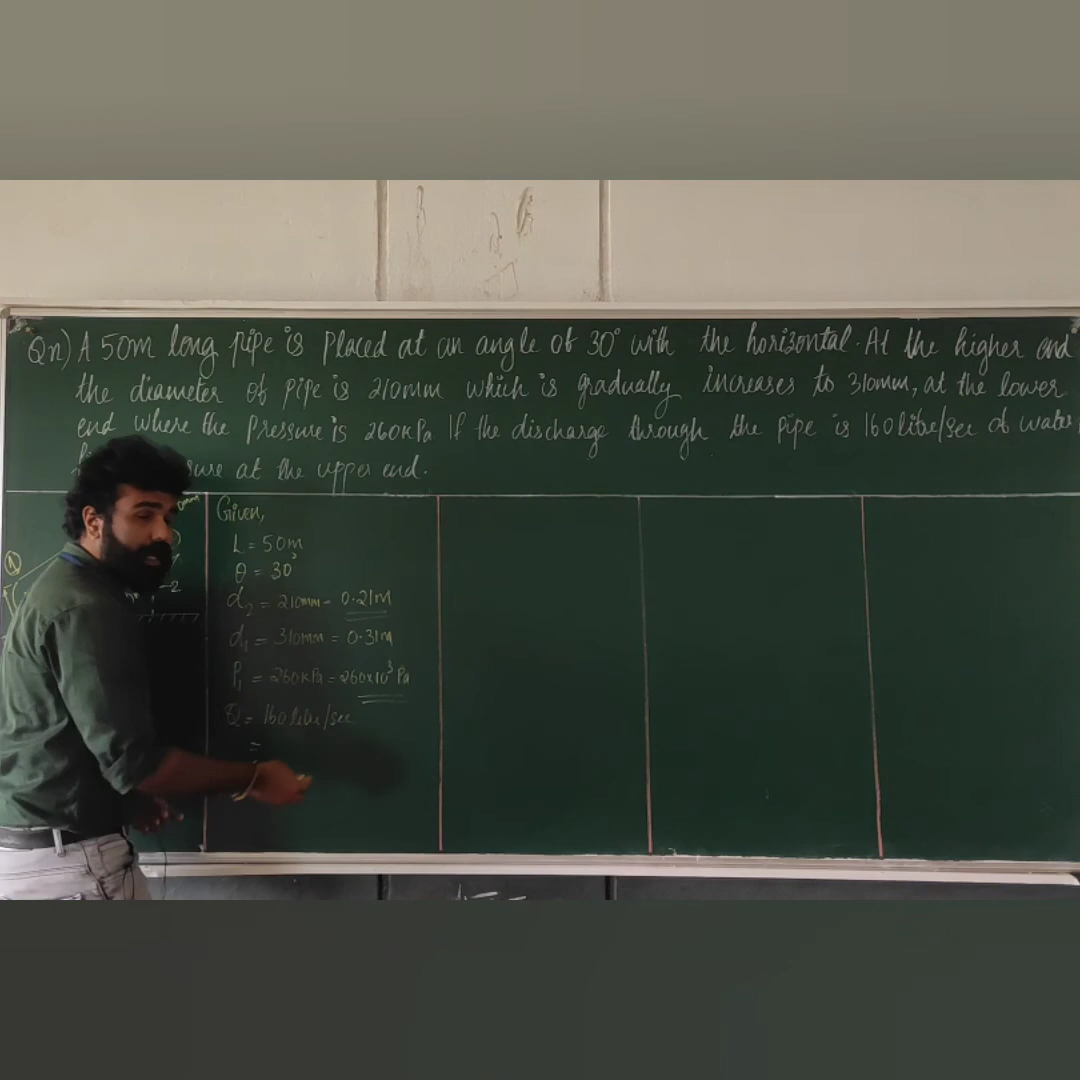 Qn) A 50m long pipe is Placed at an angle of 30° with the horizontal. At the higher end
the diameter of pipe is 210mm which is gradually increases to 310mm, at the lower
end where the Pressure is 260KPa If the discharge through the pipe is 160 litre/sec of water
sure at the upper end.
Given,
L = 50m
θ = 30°
d₂ = 210mm = 0.21m
d₁ = 310mm = 0.31m
P₁ = 260KPa = 260x10³ Pa
Q = 160 litre/sec
=
①